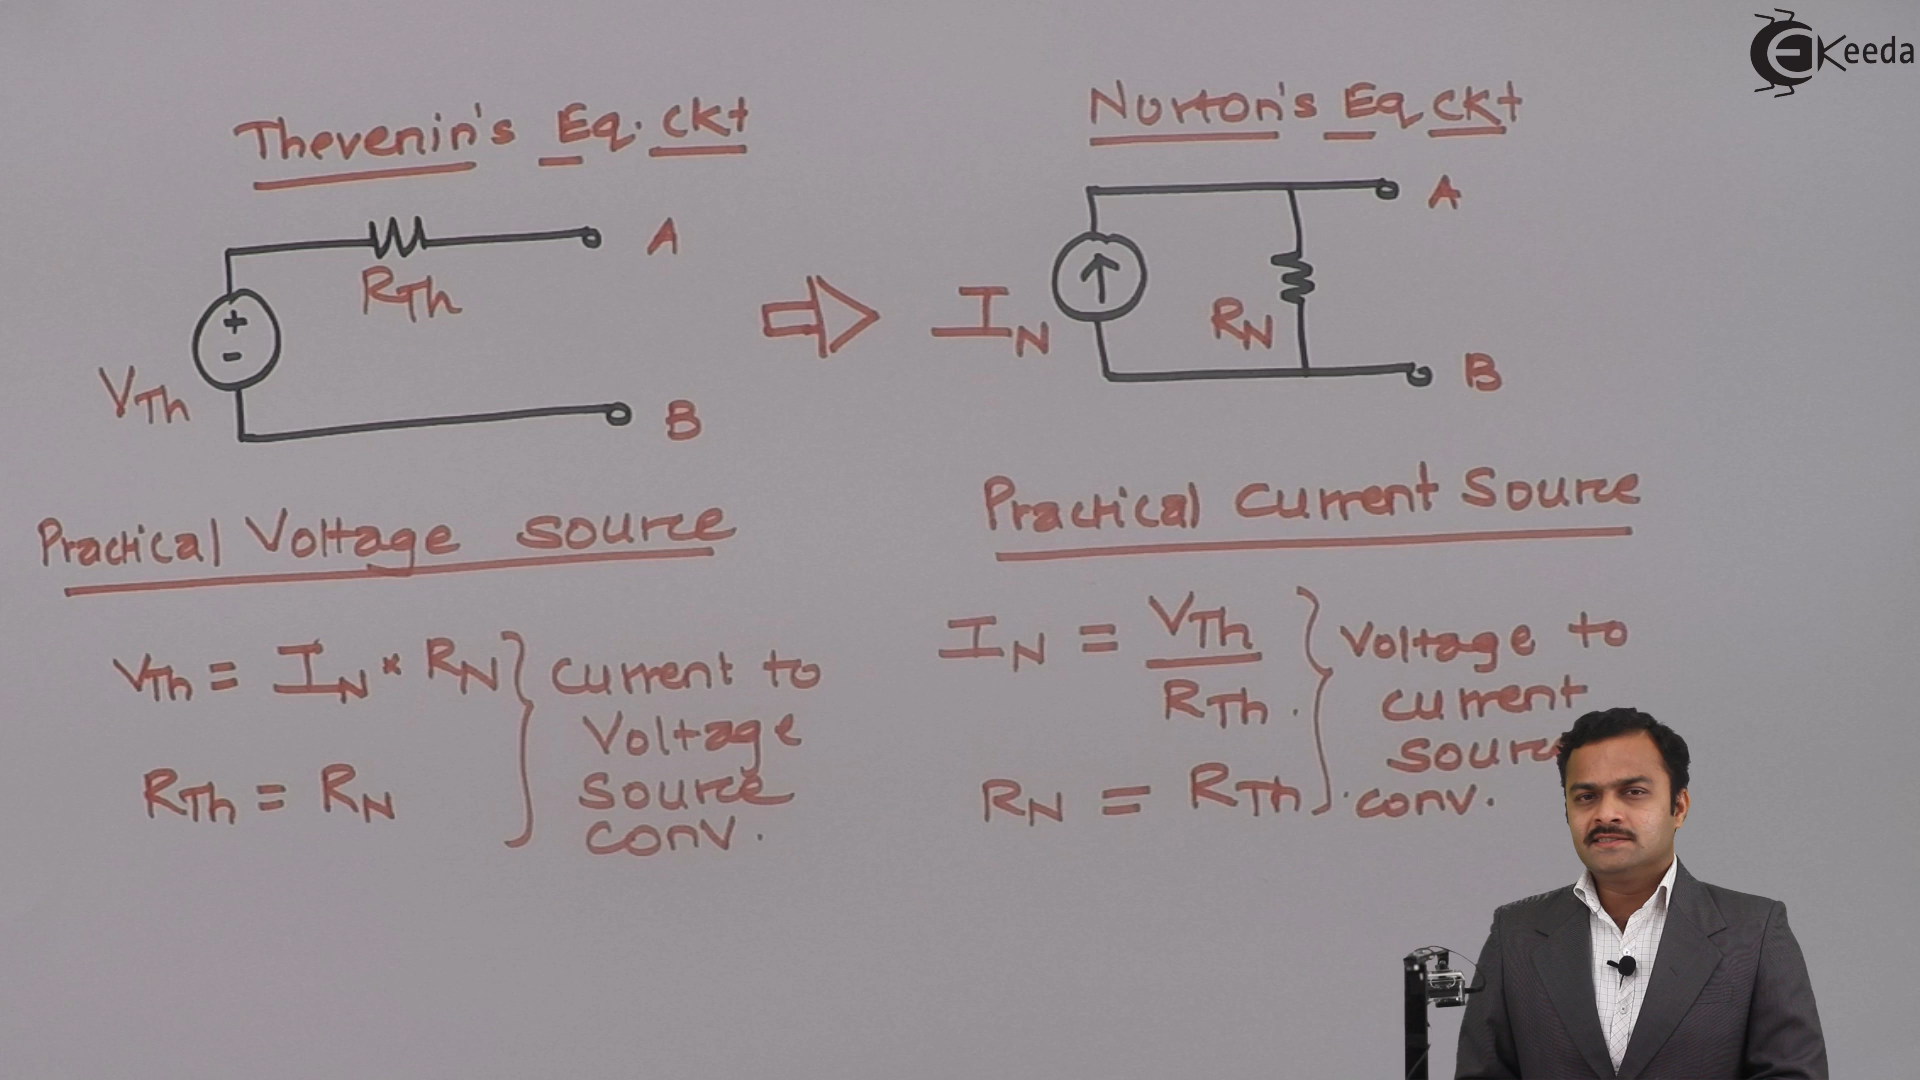 EKeeda
Thevenin's Eq. ckt
RTh
A
+
-
VTh
B
Practical Voltage source
VTh = IN * RN
RTh = RN
Current to
Voltage
Source
conv.
Norton's Eq ckt
A
IN
RN
B
Practical Current Source
IN = VTh
RTh.
RN = RTh
Voltage to
current
source
conv.